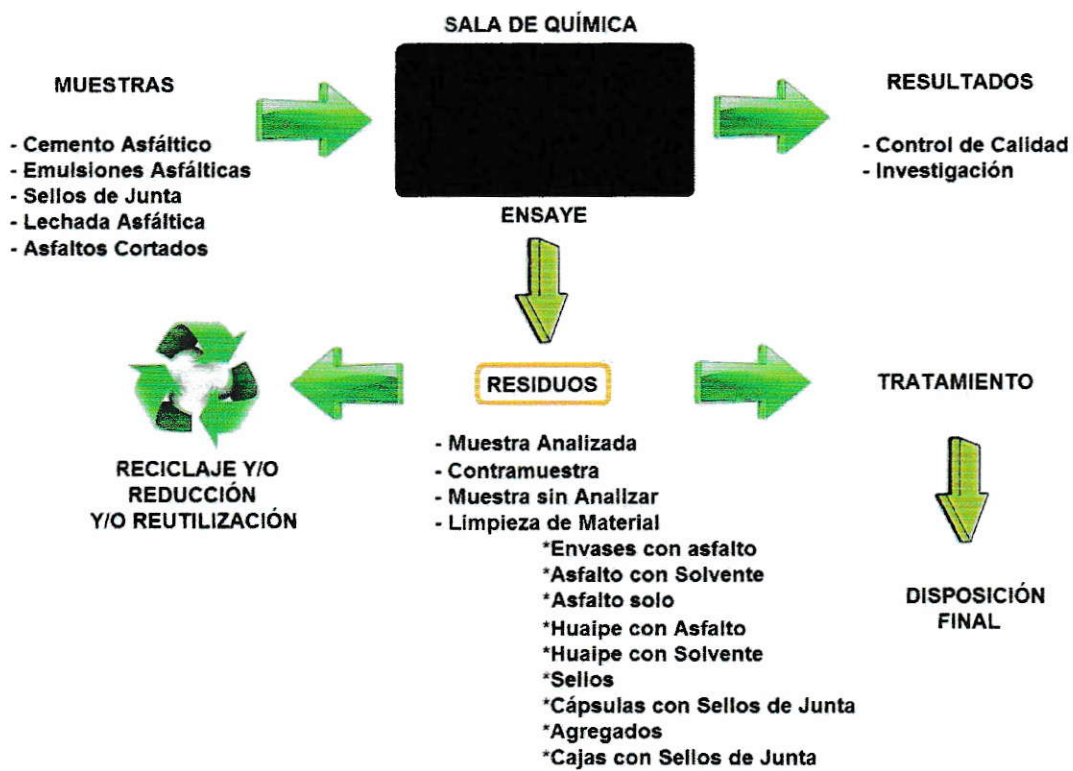 SALA DE QUÍMICA
MUESTRAS
- Cemento Asfáltico
- Emulsiones Asfálticas
- Sellos de Junta
- Lechada Asfáltica
- Asfaltos Cortados
ENSAYE
RESULTADOS
- Control de Calidad
- Investigación
RECICLAJE Y/O
REDUCCIÓN
Y/O REUTILIZACIÓN
RESIDUOS
- Muestra Analizada
- Contramuestra
- Muestra sin Analizar
- Limpieza de Material
*Envases con asfalto
*Asfalto con Solvente
*Asfalto solo
*Huaipe con Asfalto
*Huaipe con Solvente
*Sellos
*Cápsulas con Sellos de Junta
*Agregados
*Cajas con Sellos de Junta
TRATAMIENTO
DISPOSICIÓN
FINAL